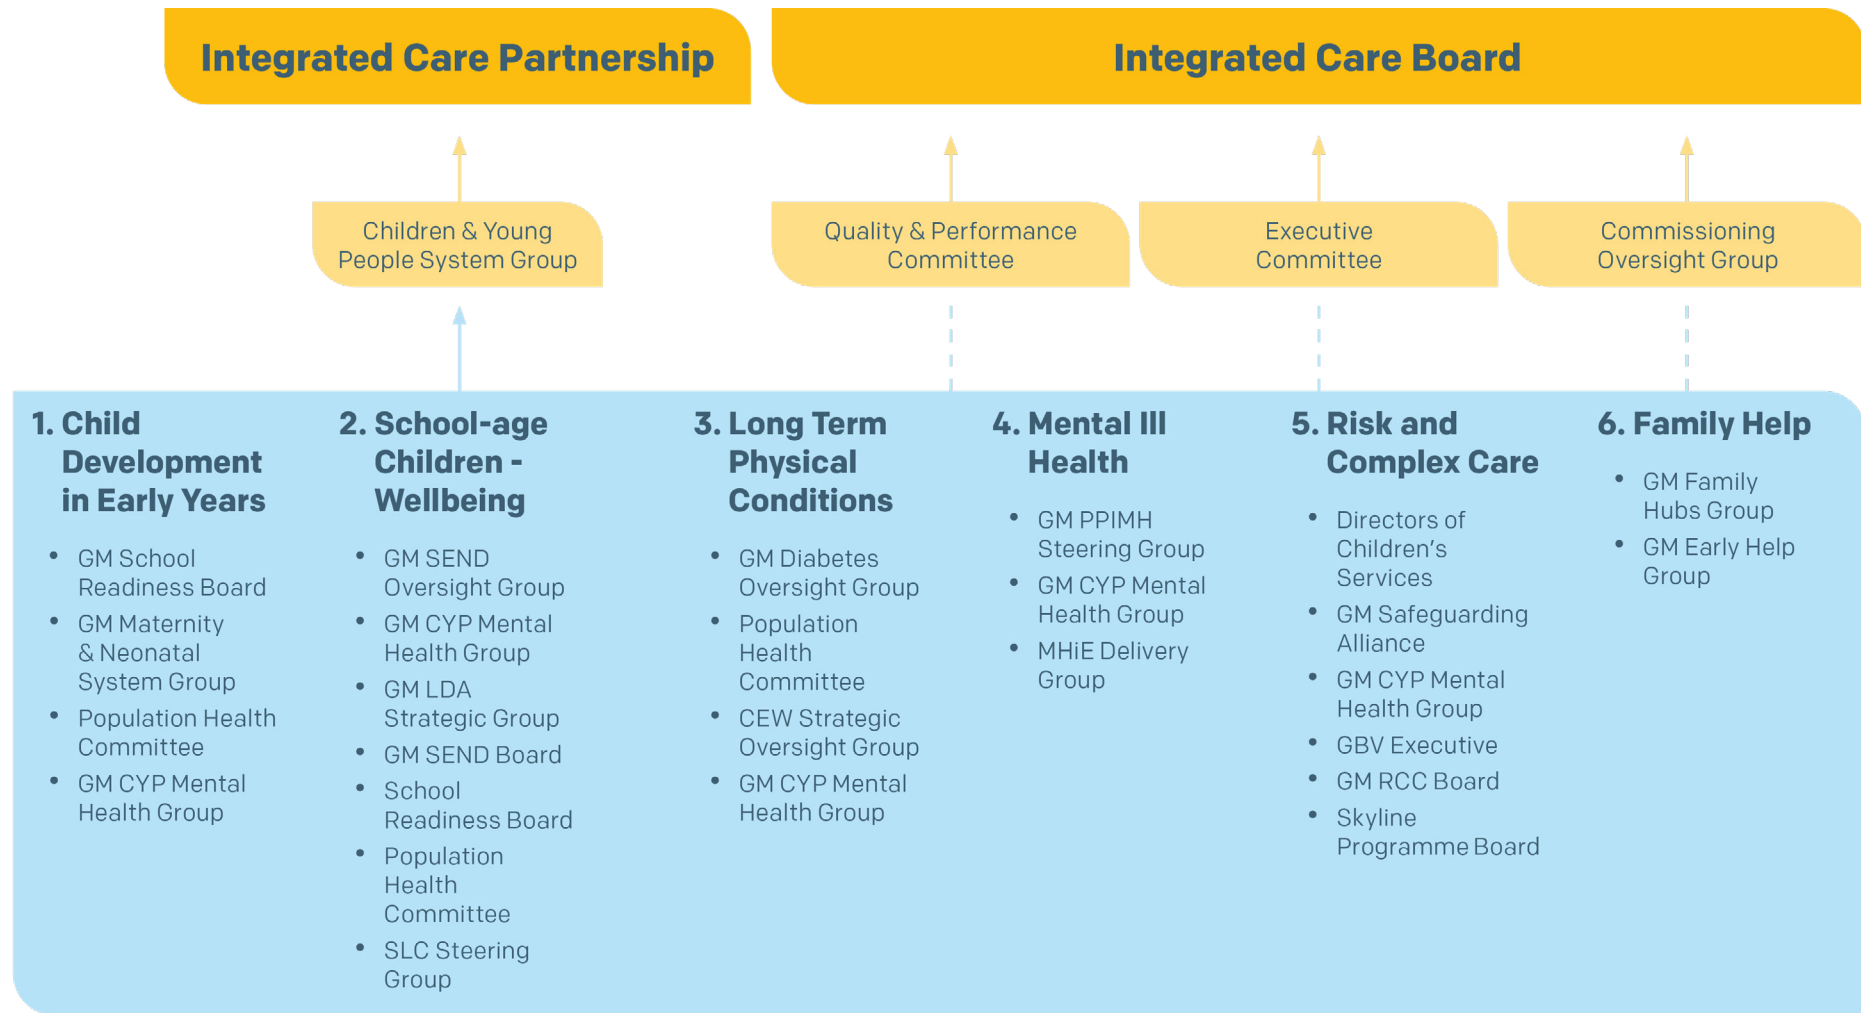 Integrated Care Partnership
Integrated Care Board
Children & Young
People System Group
Quality & Performance
Committee
Executive
Committee
Commissioning
Oversight Group
1. Child
Development
in Early Years
• GM School
Readiness Board
• GM Maternity
& Neonatal
System Group
• Population Health
Committee
• GM CYP Mental
Health Group
2. School-age
Children -
Wellbeing
• GM SEND
Oversight Group
• GM CYP Mental
Health Group
• GM LDA
Strategic Group
• GM SEND Board
• School
Readiness Board
• Population
Health
Committee
• SLC Steering
Group
3. Long Term
Physical
Conditions
• GM Diabetes
Oversight Group
• Population
Health
Committee
• CEW Strategic
Oversight Group
• GM CYP Mental
Health Group
4. Mental Ill
Health
• GM PPIMH
Steering Group
• GM CYP Mental
Health Group
• MHiE Delivery
Group
5. Risk and
Complex Care
• Directors of
Children’s
Services
• GM Safeguarding
Alliance
• GM CYP Mental
Health Group
• GBV Executive
• GM RCC Board
• Skyline
Programme Board
6. Family Help
• GM Family
Hubs Group
• GM Early Help
Group